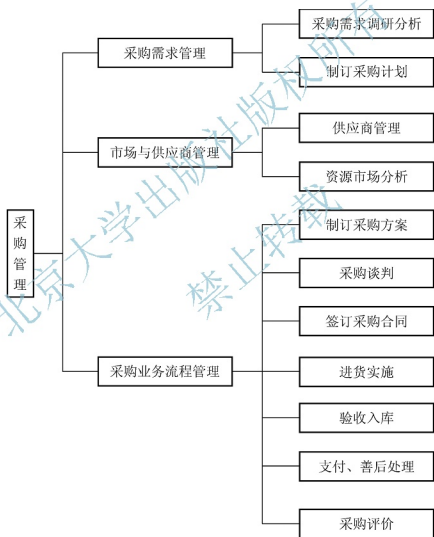 采购管理
采购需求管理
采购需求调研分析
制订采购计划
市场与供应商管理
供应商管理
资源市场分析
采购业务流程管理
制订采购方案
采购谈判
签订采购合同
进货实施
验收入库
支付、善后处理
采购评价
北京大学出版社版权所有
禁止转载